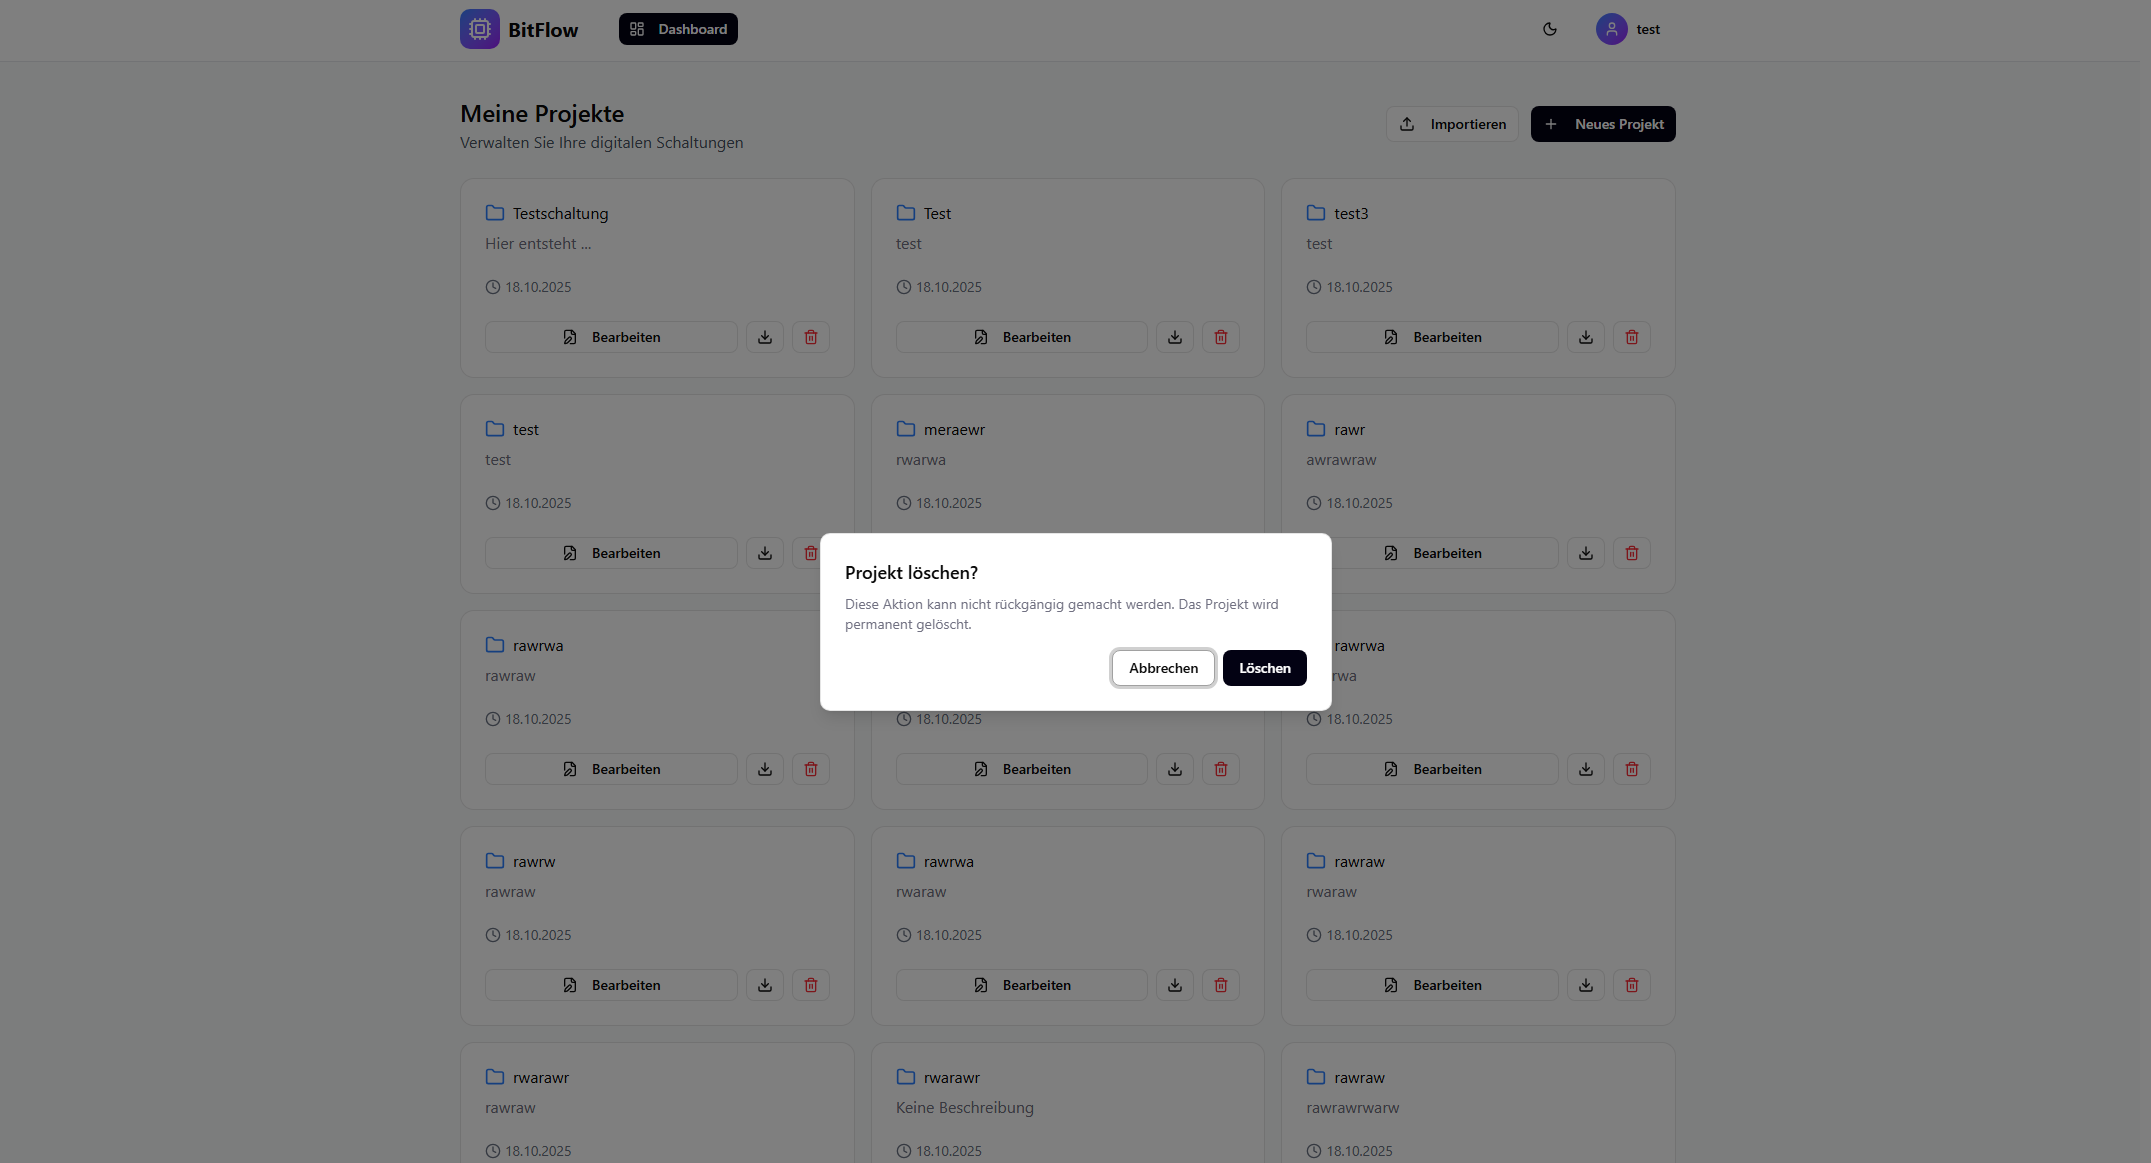 BitFlow
Dashboard
test
Meine Projekte
Verwalten Sie Ihre digitalen Schaltungen
Importieren
Neues Projekt
Testschaltung
Hier entsteht ...
18.10.2025
Bearbeiten
Test
test
18.10.2025
Bearbeiten
test3
test
18.10.2025
Bearbeiten
test
test
18.10.2025
Bearbeiten
meraewr
rwarwa
18.10.2025
rawr
awrawraw
18.10.2025
Bearbeiten
Projekt löschen?
Diese Aktion kann nicht rückgängig gemacht werden. Das Projekt wird
permanent gelöscht.
Abbrechen
Löschen
rawrwa
rawraw
18.10.2025
Bearbeiten
18.10.2025
Bearbeiten
rawrwa
18.10.2025
Bearbeiten
rawrw
rawraw
18.10.2025
Bearbeiten
rawrwa
rwaraw
18.10.2025
Bearbeiten
rawraw
rwaraw
18.10.2025
Bearbeiten
rwarawr
rawraw
18.10.2025
rwarawr
Keine Beschreibung
18.10.2025
rawraw
rawrawrwarw
18.10.2025